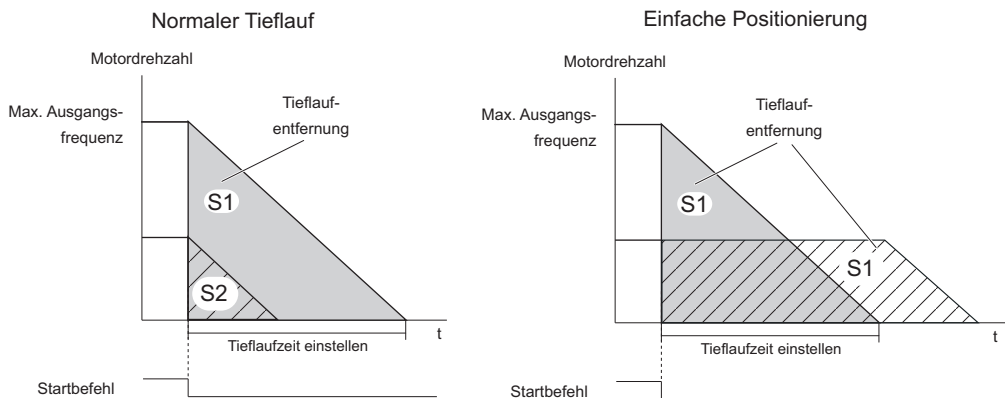 Normaler Tieflauf
Motordrehzahl
Max. Ausgangs-
frequenz
Tieflauf-
entfernung
S1
S2
t
Tieflaufzeit einstellen
Startbefehl
Einfache Positionierung
Motordrehzahl
Max. Ausgangs-
frequenz
Tieflauf-
entfernung
S1
S1
t
Tieflaufzeit einstellen
Startbefehl